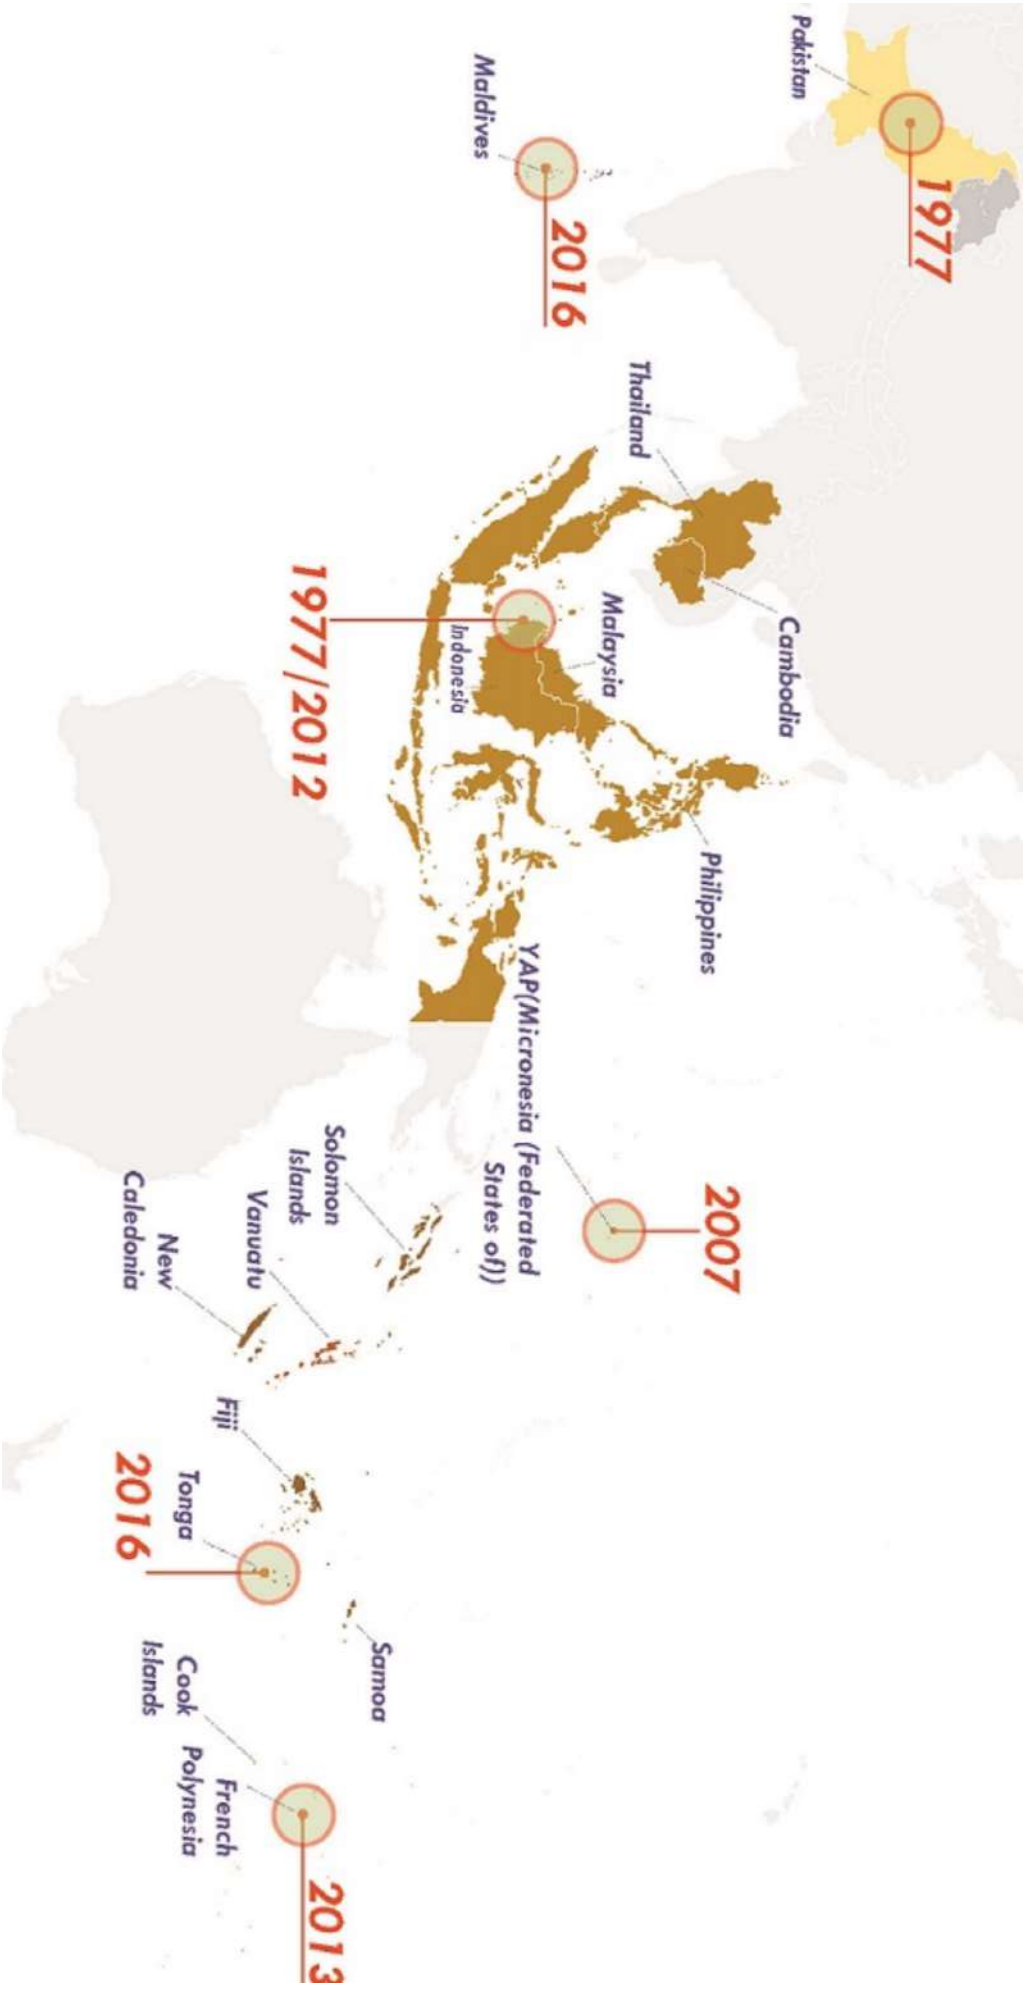 Pakistan
1977
Maldives
2016
Thailand
Cambodia
Malaysia
Indonesia
1977/2012
Philippines
YAP(Micronesia (Federated
States of))
2007
Solomon
Islands
Vanuatu
New
Caledonia
Fiji
Tonga
2016
Samoa
Cook
Islands
French
Polynesia
2013